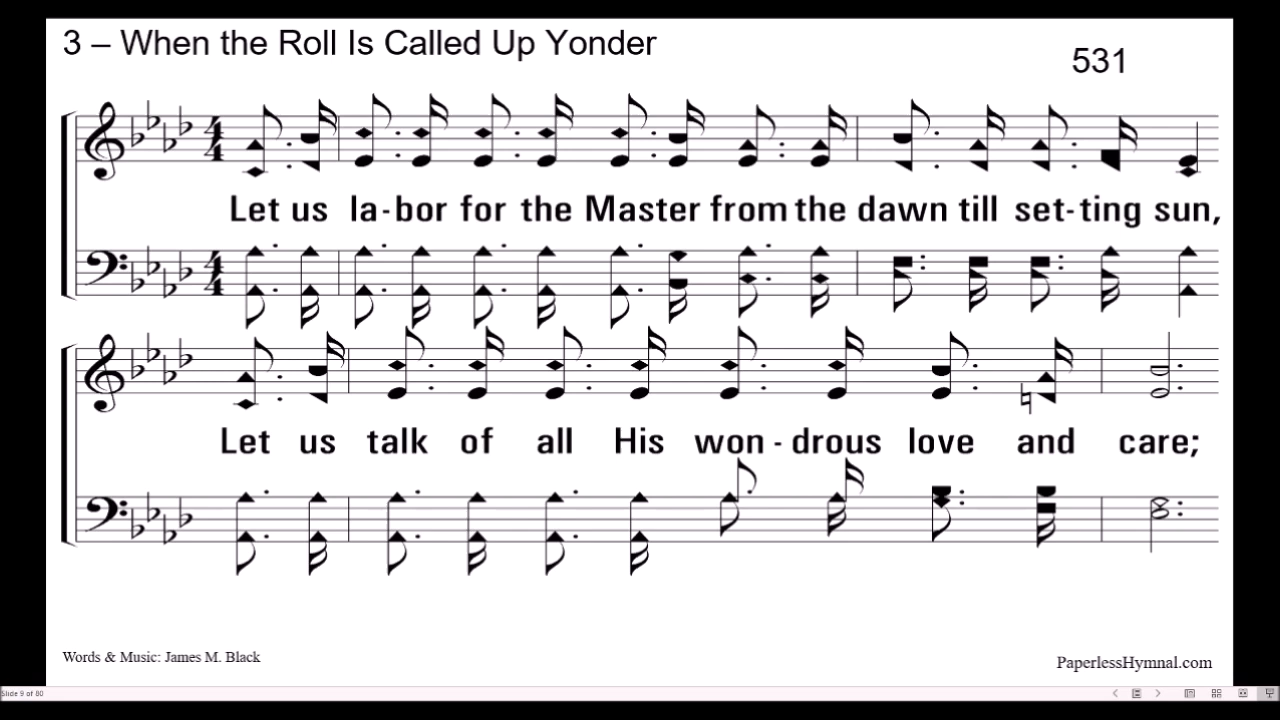 3 – When the Roll Is Called Up Yonder
531
Let us la-bor for the Master from the dawn till set-ting sun,
Let us talk of all His won-drous love and care;
Words & Music: James M. Black
PaperlessHymnal.com
Slide 9 of 80